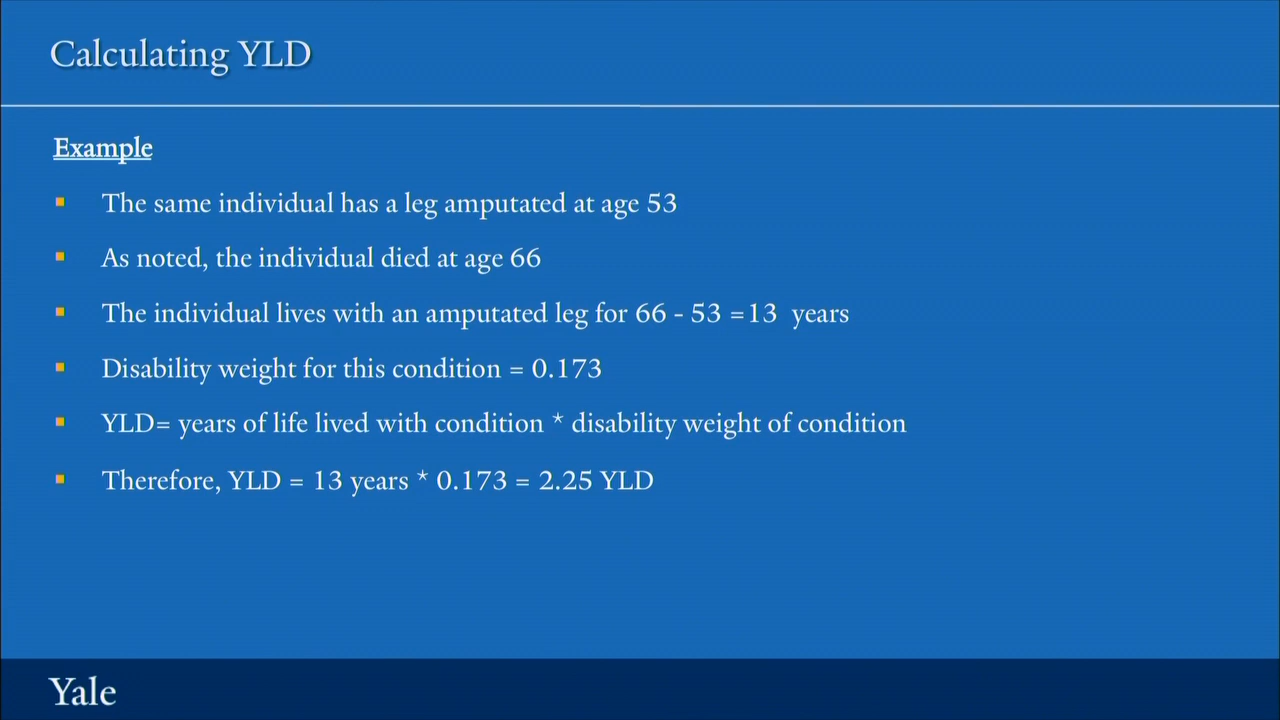 Calculating YLD
Example
The same individual has a leg amputated at age 53
As noted, the individual died at age 66
The individual lives with an amputated leg for 66 - 53 =13  years
Disability weight for this condition = 0.173
YLD= years of life lived with condition * disability weight of condition
Therefore, YLD = 13 years * 0.173 = 2.25 YLD
Yale